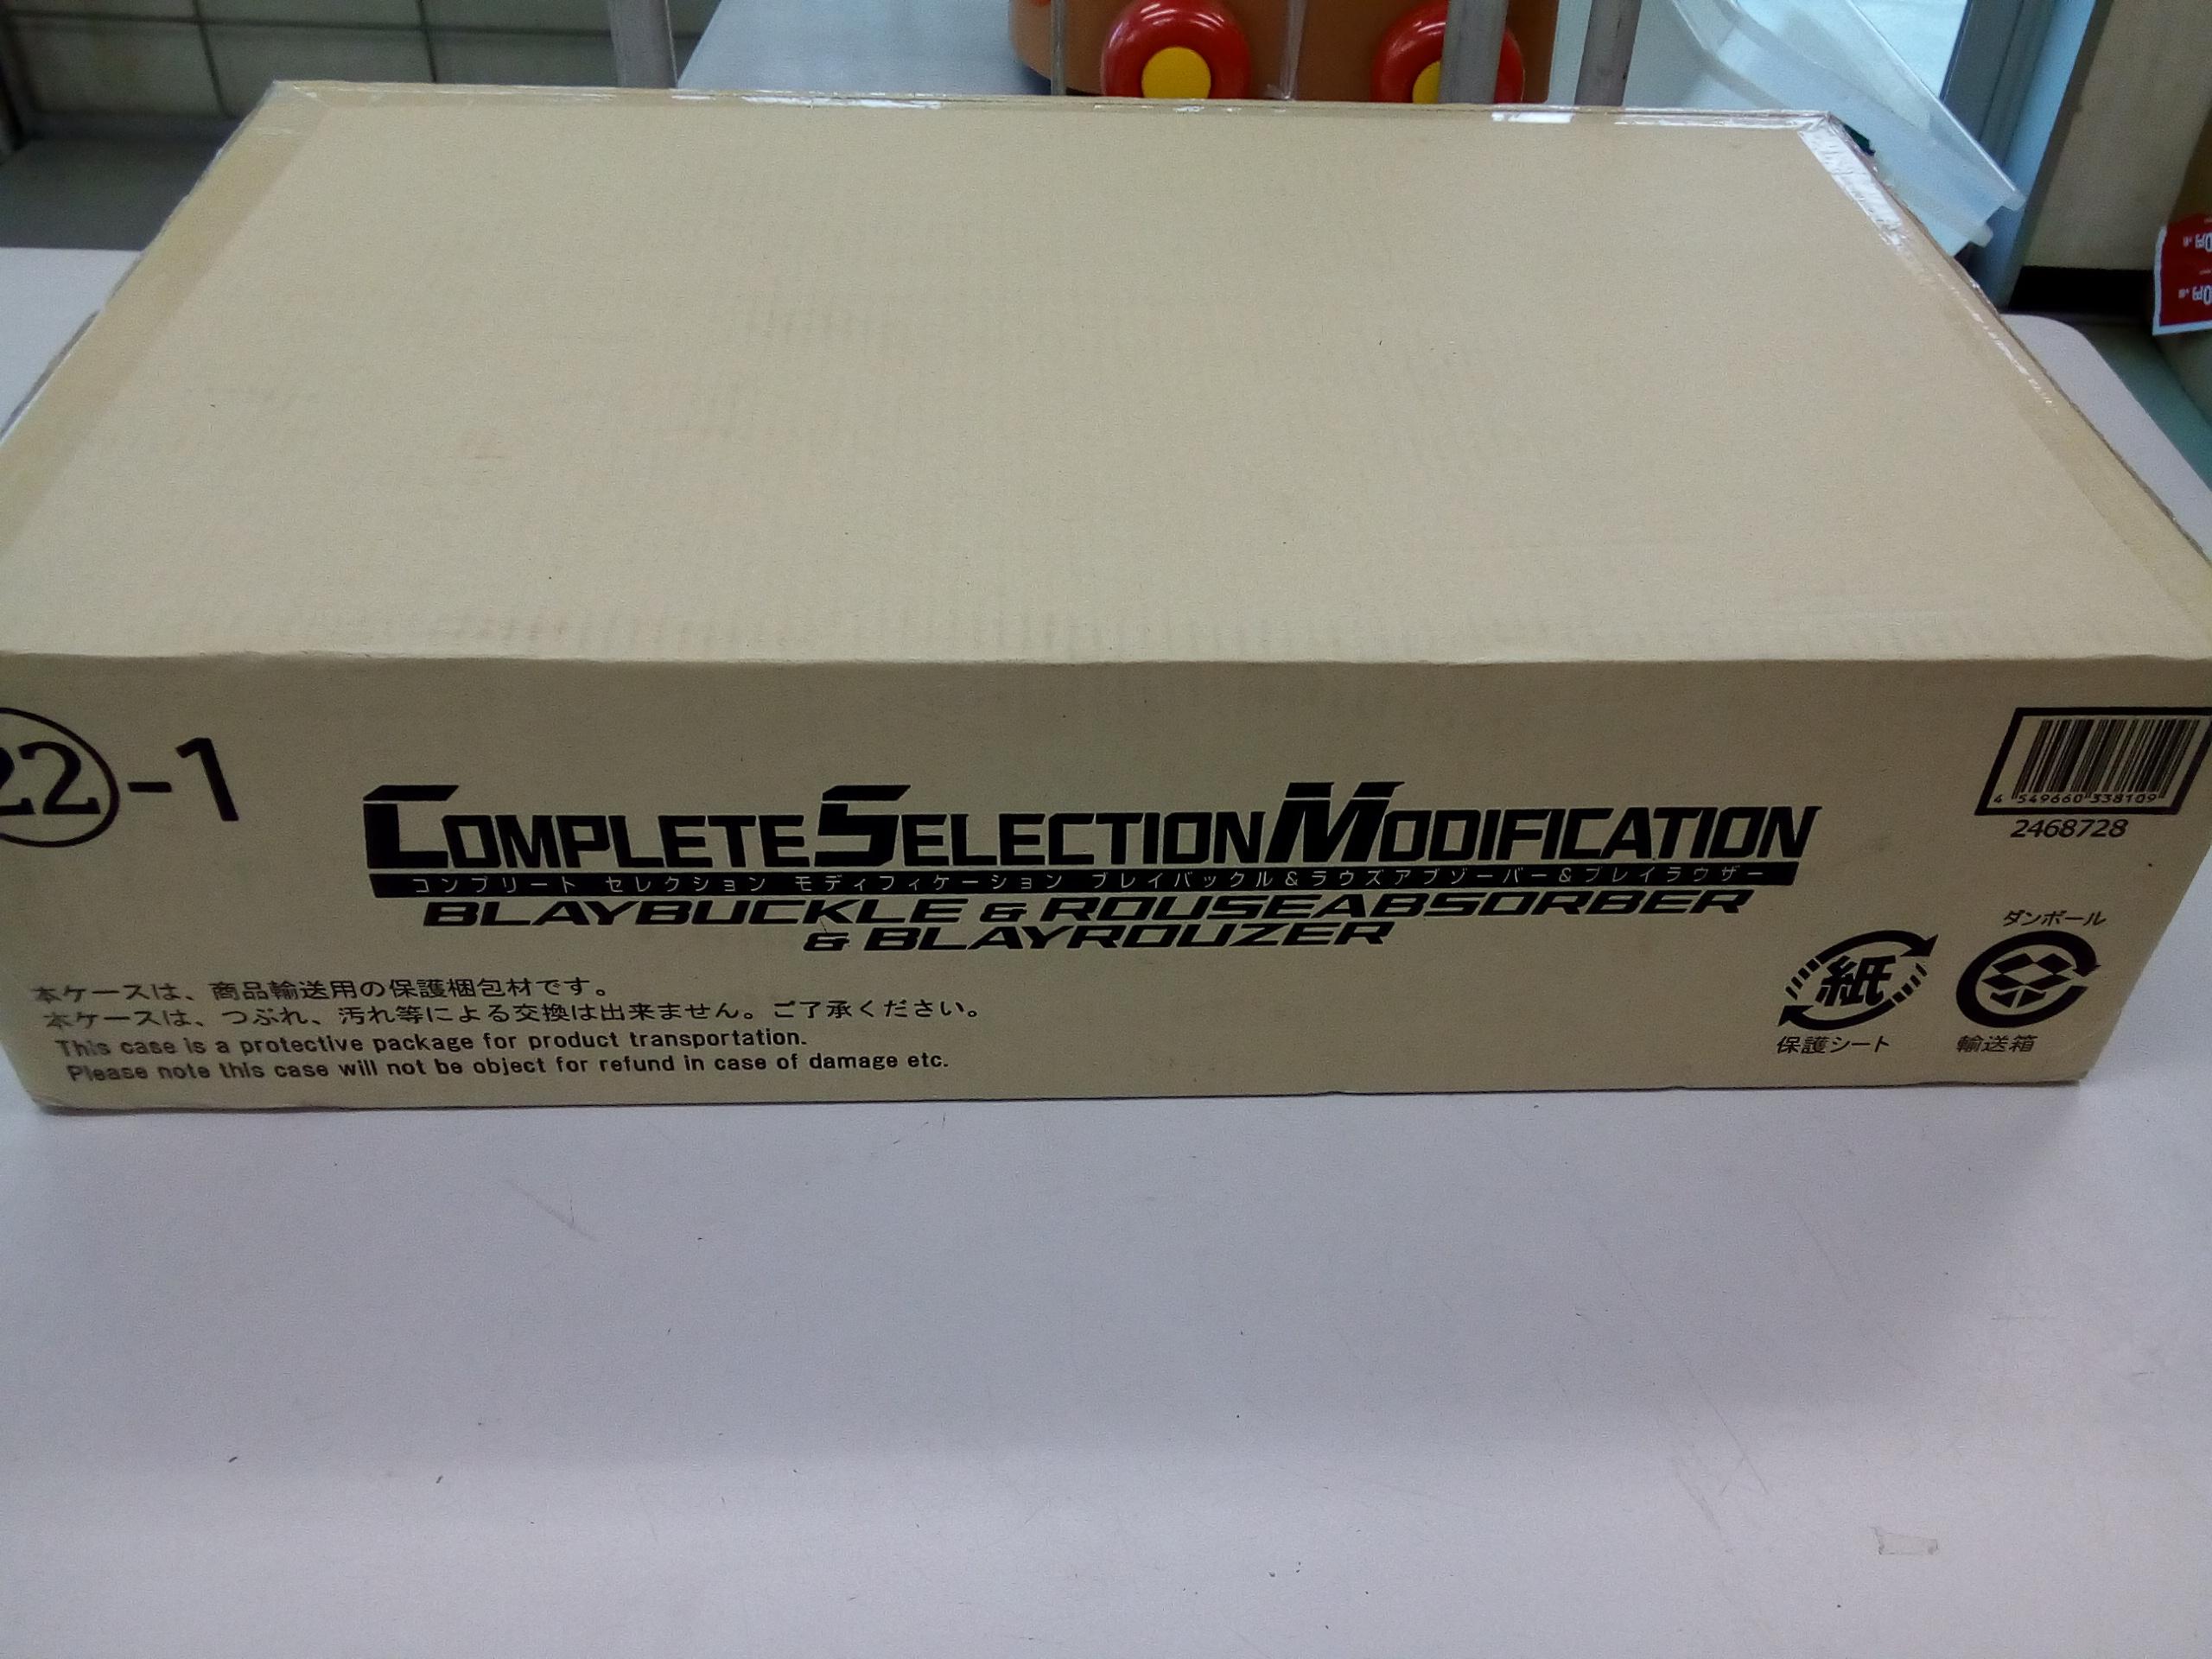 22-1
COMPLETE SELECTION MODIFICATION
コンプリート セレクション モディフィケーション ブレイバックル&ラウズアブゾーバー&ブレイラウザー
BLAYBUCKLE & ROUSEABSORBER
& BLAYROUZER
本ケースは、商品輸送用の保護梱包材です。
本ケースは、つぶれ、汚れ等による交換は出来ません。ご了承ください。
This case is a protective package for product transportation.
Please note this case will not be object for refund in case of damage etc.
4 549660 338109
2468728
紙
保護シート
ダンボール
輸送箱